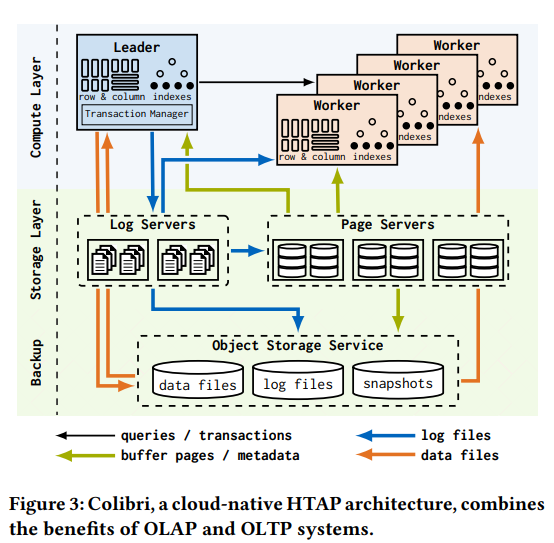 Compute Layer
Leader
row & column indexes
Transaction Manager
Worker
indexes
Worker
indexes
Worker
indexes
Worker
row & column indexes
Storage Layer
Log Servers
Page Servers
Backup
Object Storage Service
data files
log files
snapshots
queries / transactions
log files
buffer pages / metadata
data files
Figure 3: Colibri, a cloud-native HTAP architecture, combines
the benefits of OLAP and OLTP systems.